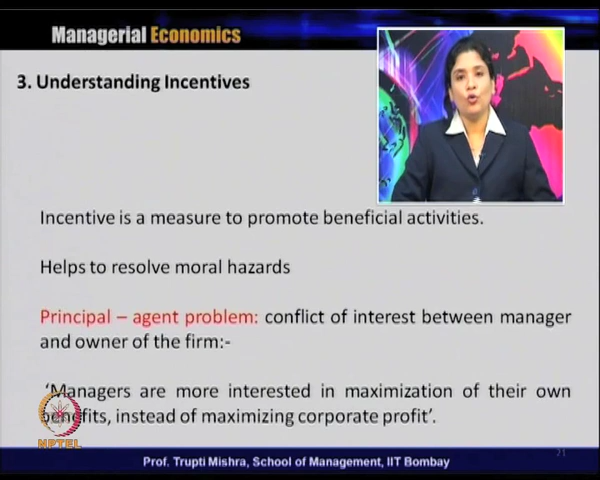 Managerial Economics
3. Understanding Incentives
Incentive is a measure to promote beneficial activities.
Helps to resolve moral hazards
Principal – agent problem: conflict of interest between manager
and owner of the firm:-
‘Managers are more interested in maximization of their own
benefits, instead of maximizing corporate profit’.
NPTEL
Prof. Trupti Mishra, School of Management, IIT Bombay
21